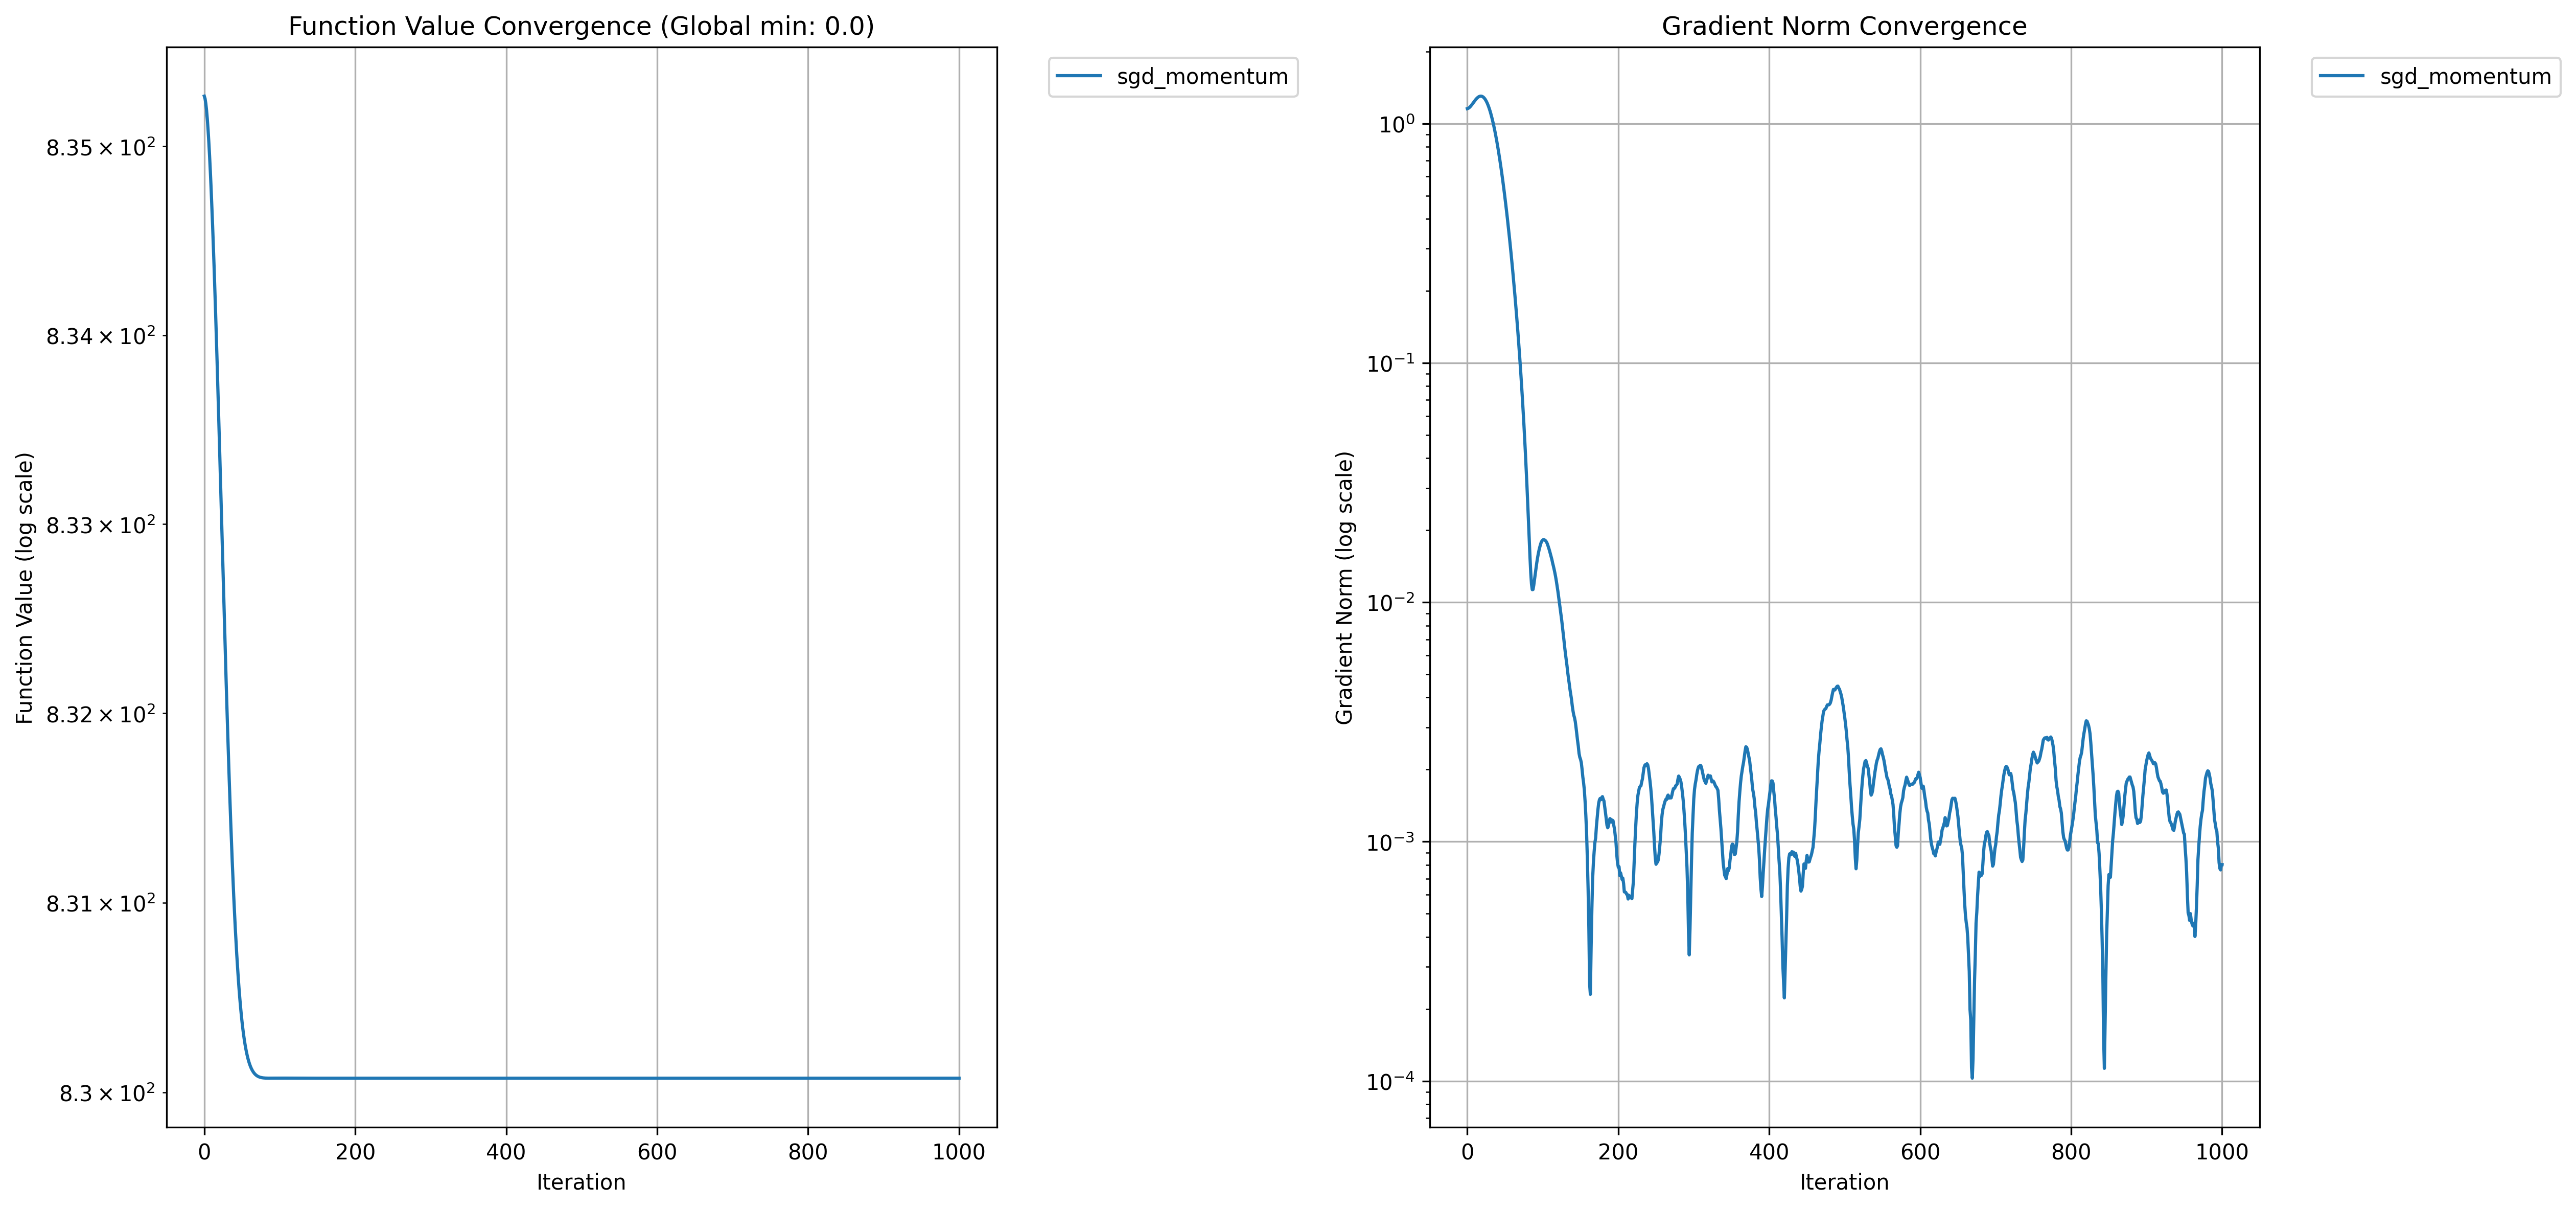 Function Value Convergence (Global min: 0.0)
sgd_momentum
Function Value (log scale)
8.35 × 10²
8.34 × 10²
8.33 × 10²
8.32 × 10²
8.31 × 10²
8.3 × 10²
0 200 400 600 800 1000
Iteration
Gradient Norm Convergence
sgd_momentum
Gradient Norm (log scale)
10⁰
10⁻¹
10⁻²
10⁻³
10⁻⁴
0 200 400 600 800 1000
Iteration